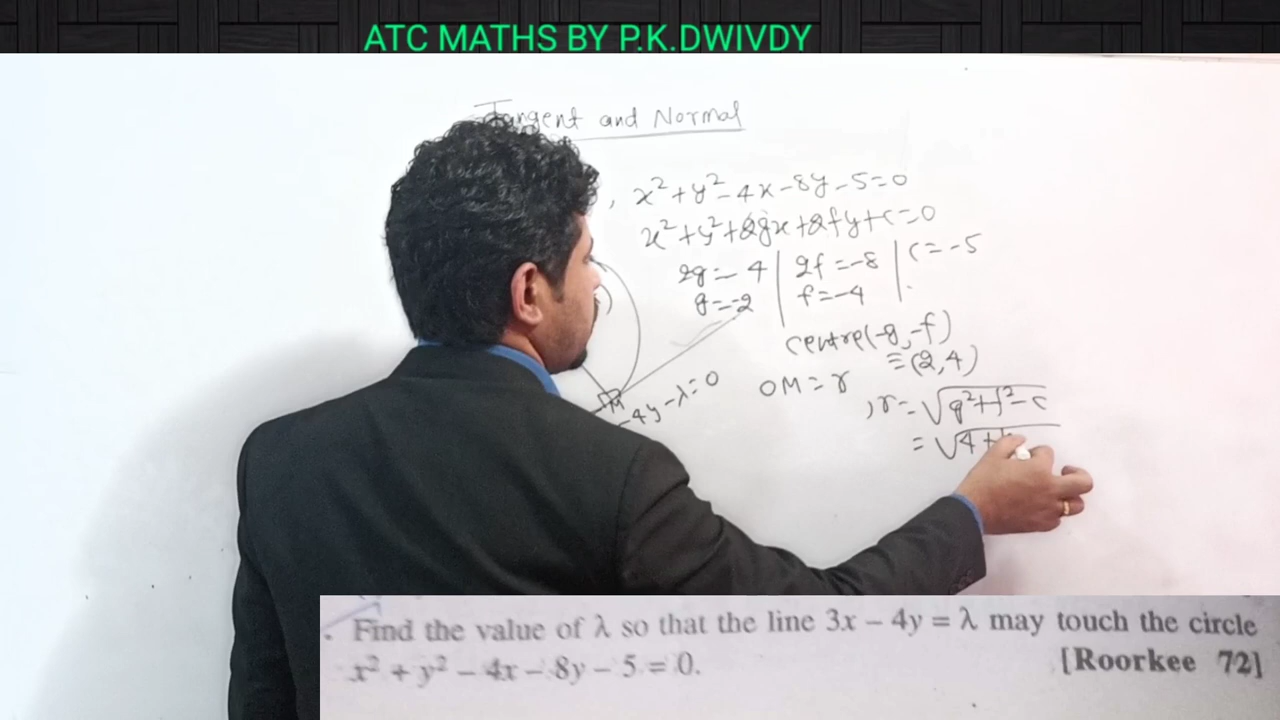 ATC MATHS BY P.K.DWIVDY
Tangent and Normal
, x²+y²-4x-8y-5=0
x²+y²+2gx+2fy+c=0
2g=-4 | 2f=-8 | c=-5
g=-2 | f=-4
centre(-g,-f)
≡(2,4)
OM=r
,r=√g²+f²-c
=√4+
M
-4y-λ=0
. Find the value of λ so that the line 3x – 4y = λ may touch the circle
x² + y² – 4x – 8y – 5 = 0. [Roorkee 72]